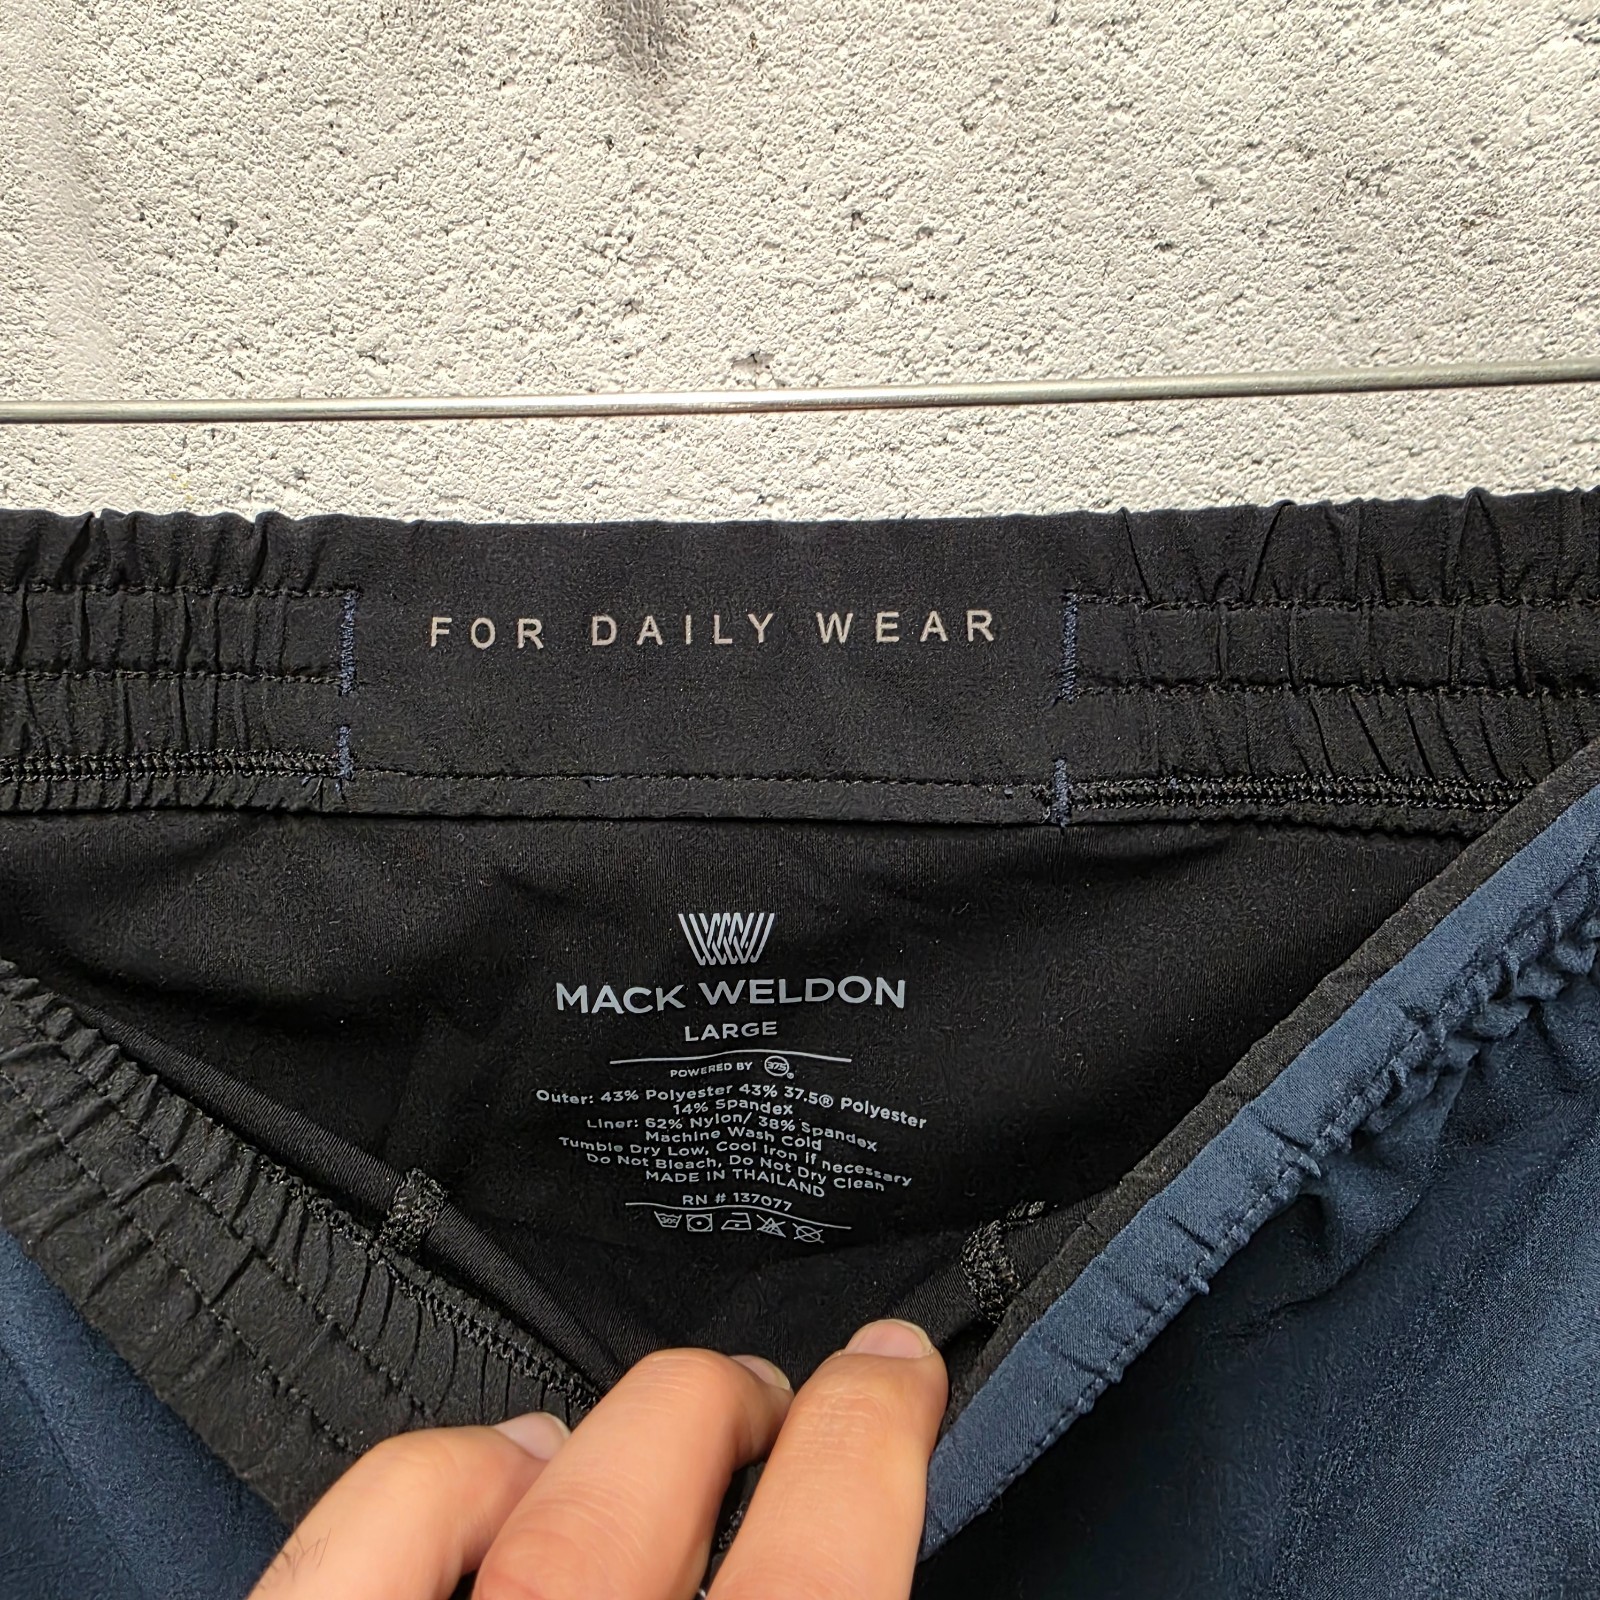 FOR DAILY WEAR
MACK WELDON
LARGE
POWERED BY 37.5®
Outer: 43% Polyester 43% 37.5® Polyester
14% Spandex
Liner: 62% Nylon/ 38% Spandex
Machine Wash Cold
Tumble Dry Low, Cool Iron if necessary
Do Not Bleach, Do Not Dry Clean
MADE IN THAILAND
RN # 137077